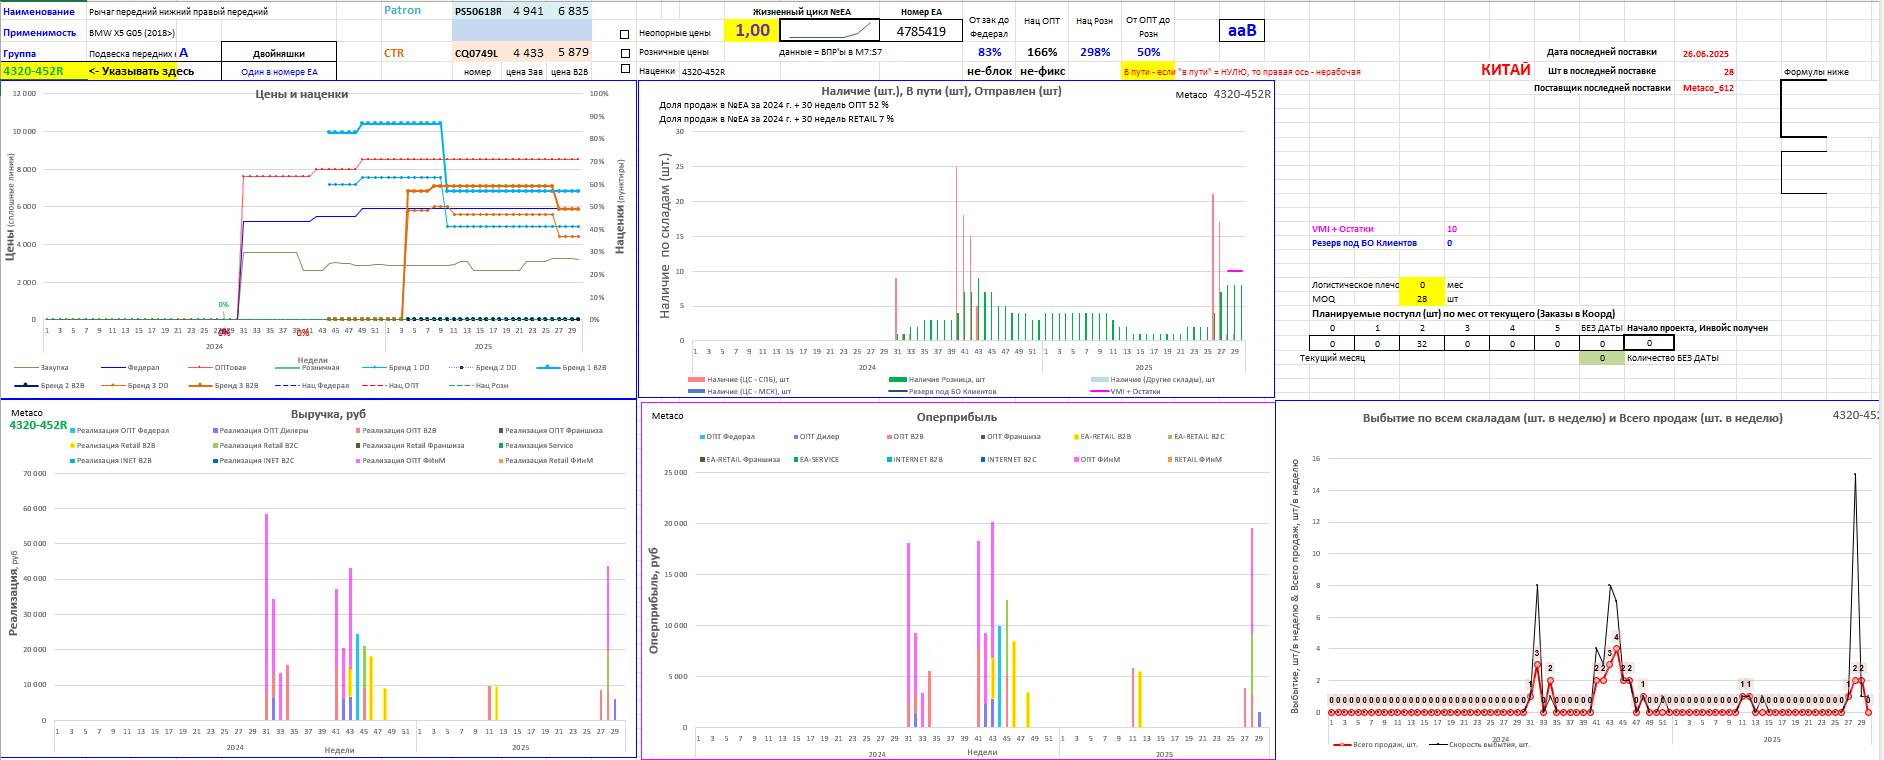 Наименование Рычаг передний нижний правый передний Patron PS50618R 4 941 6 835
Применимость BMW X5 G05 (2018>)
Группа Подвеска передних А Двойняшки CTR CQ0749L 4 433 5 879
4320-452R <- Указывать здесь Один в номере ЕА номер цена Зав цена B2B
Жизненный цикл №ЕА Номер ЕА
Неопорные цены 1,00 4785419
От зак до Федерал Нац ОПТ Нац Розн От ОПТ до Розн
aaB
Розничные цены данные = ВПР'ы в М7:S7 83% 166% 298% 50%
Наценки 4320-452R не-блок не-фикс В пути - если "в пути" = НУЛЮ, то правая ось - нерабочая
КИТАЙ
Дата последней поставки 26.06.2025
Шт в последней поставке 28 Формулы ниже
Поставщик последней поставки Metaco_612
Цены и наценки
Цены (сплошные линии)
12 000
10 000
8 000
6 000
4 000
2 000
0
100%
90%
80%
70%
60%
50%
40%
30%
20%
10%
0%
Наценки (пунктиры)
0%
0% 0%
1 3 5 7 9 11 13 15 17 19 21 23 25 27 29 31 33 35 37 39 41 43 45 47 49 51 1 3 5 7 9 11 13 15 17 19 21 23 25 27 29
2024 2025
Недели
Закупка Федерал ОПТовая Розничная Бренд 1 DD Бренд 2 DD Бренд 1 B2B
Бренд 2 B2B Бренд 3 DD Бренд 3 B2B Нац Федерал Нац ОПТ Нац Розн
Наличие (шт.), В пути (шт), Отправлен (шт)
Metaco 4320-452R
Доля продаж в №ЕА за 2024 г. + 30 недель ОПТ 52 %
Доля продаж в №ЕА за 2024 г. + 30 недель RETAIL 7 %
Наличие по складам (шт.)
30
25
20
15
10
5
0
1 3 5 7 9 11 13 15 17 19 21 23 25 27 29 31 33 35 37 39 41 43 45 47 49 51 1 3 5 7 9 11 13 15 17 19 21 23 25 27 29
2024 2025
Наличие (ЦС - СПБ), шт Наличие Розница, шт Наличие (Другие склады), шт
Наличие (ЦС - МСК), шт Резерв под БО Клиентов VMI + Остатки
VMI + Остатки 10
Резерв под БО Клиентов 0
Логистическое плечо 0 мес
MOQ 28 шт
Планируемые поступл (шт) по мес от текущего (Заказы в Коорд)
0 1 2 3 4 5 БЕЗ ДАТЫ Начало проекта, Инвойс получен
0 0 32 0 0 0 0 0
Текущий месяц 0 Количество БЕЗ ДАТЫ
Metaco
4320-452R
Выручка, руб
Реализация ОПТ Федерал Реализация ОПТ Дилеры Реализация ОПТ B2B Реализация ОПТ Франшиза
Реализация Retail B2B Реализация Retail B2C Реализация Retail Франшиза Реализация Service
Реализация INET B2B Реализация INET B2C Реализация ОПТ ФИнМ Реализация Retail ФИнМ
Реализация, руб
70 000
60 000
50 000
40 000
30 000
20 000
10 000
0
1 3 5 7 9 11 13 15 17 19 21 23 25 27 29 31 33 35 37 39 41 43 45 47 49 51 1 3 5 7 9 11 13 15 17 19 21 23 25 27 29
2024 Недели 2025
Metaco
Оперприбыль
ОПТ Федерал ОПТ Дилер ОПТ B2B ОПТ Франшиза EA-RETAIL B2B EA-RETAIL B2C
EA-RETAIL Франшиза EA-SERVICE INTERNET B2B INTERNET B2C ОПТ ФИнМ RETAIL ФИнМ
Оперприбыль, руб
25 000
20 000
15 000
10 000
5 000
0
1 3 5 7 9 11 13 15 17 19 21 23 25 27 29 31 33 35 37 39 41 43 45 47 49 51 1 3 5 7 9 11 13 15 17 19 21 23 25 27 29
2024 Недели 2025
Выбытие по всем скаладам (шт. в неделю) и Всего продаж (шт. в неделю)
4320-452
Выбытие, шт/в неделю & Всего продаж, шт/в неделю
16
14
12
10
8
6
4
2
0
1 3 5 7 9 11 13 15 17 19 21 23 25 27 29 31 33 35 37 39 41 43 45 47 49 51 1 3 5 7 9 11 13 15 17 19 21 23 25 27 29
2024 2025
Всего продаж, шт. Скорость выбытия, шт.